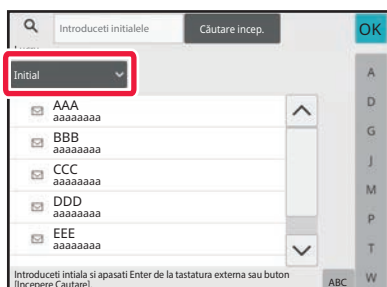 Introduceti initialele
Căutare incep.
OK
Initial
A
AAA
aaaaaaaa
D
BBB
aaaaaaaa
G
CCC
aaaaaaaa
J
DDD
aaaaaaaa
M
EEE
aaaaaaaa
P
T
Introduceti intiala si apasati Enter de la tastatura externa sau buton
[Incepere Cautare]
ABC
W